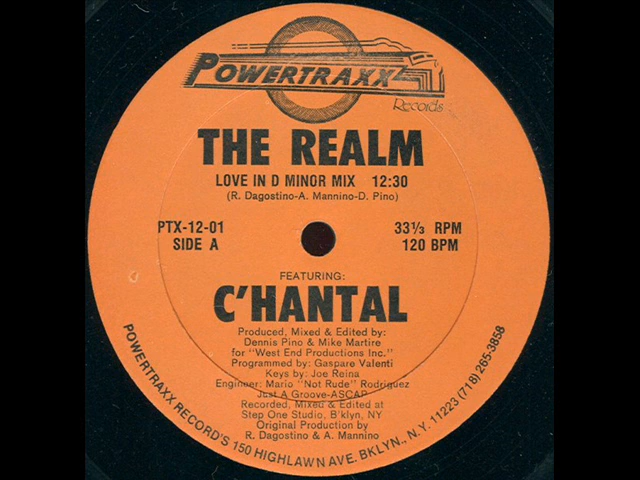 POWERTRAXX
Records
THE REALM
LOVE IN D MINOR MIX 12:30
(R. Dagostino-A. Mannino-D. Pino)
PTX-12-01
SIDE A
33⅓ RPM
120 BPM
FEATURING:
C'HANTAL
Produced, Mixed & Edited by:
Dennis Pino & Mike Martire
for "West End Productions Inc."
Programmed by: Gaspare Valenti
Keys by: Joe Reina
Engineer: Mario "Not Rude" Rodriguez
Just A Groove-ASCAP
Recorded, Mixed & Edited at
Step One Studio, B'klyn, NY
Original Production by
R. Dagostino & A. Mannino
POWERTRAXX RECORD'S 150 HIGHLAWN AVE. BKLYN., N.Y. 11223 (718) 265-3858